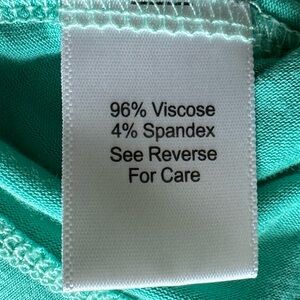 96% Viscose
4% Spandex
See Reverse
For Care